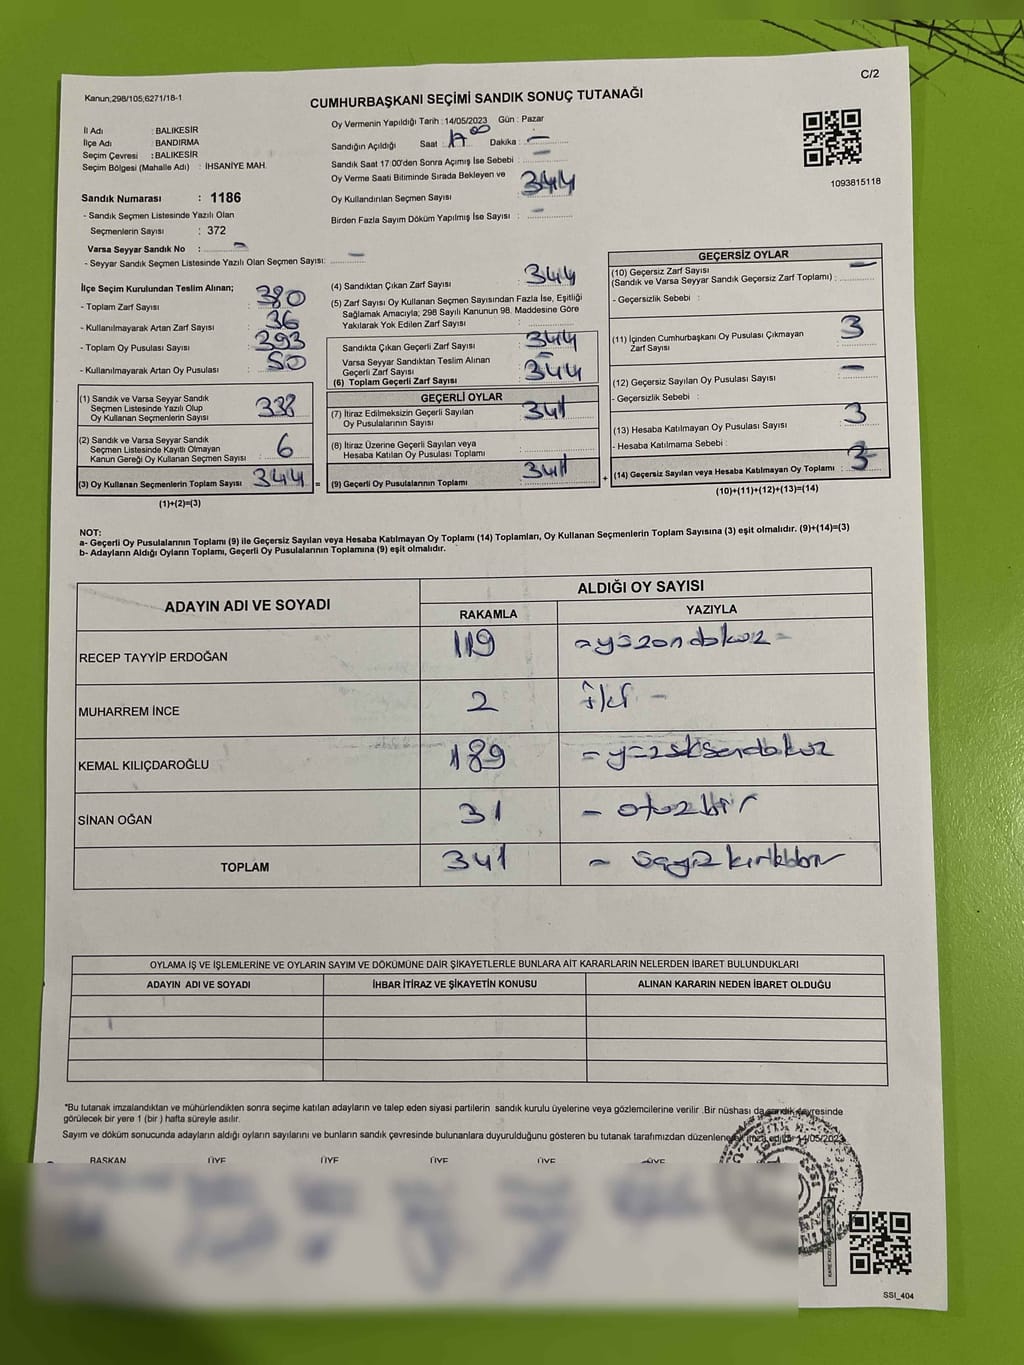 C/2
Kanun,298/105,6271/18-1
CUMHURBAŞKANI SEÇİMİ SANDIK SONUÇ TUTANAĞI
İl Adı : BALIKESİR
İlçe Adı : BANDIRMA
Seçim Çevresi : BALIKESİR
Seçim Bölgesi (Mahalle Adı) : İHSANİYE MAH.
Sandık Numarası : 1186
- Sandık Seçmen Listesinde Yazılı Olan
Seçmenlerin Sayısı : 372
Varsa Seyyar Sandık No : -
- Seyyar Sandık Seçmen Listesinde Yazılı Olan Seçmen Sayısı: -
Oy Vermenin Yapıldığı Tarih : 14/05/2023 Gün : Pazar
Sandığın Açıldığı Saat : 17 00 Dakika : -
Sandık Saat 17:00'den Sonra Açımış İse Sebebi : -
Oy Verme Saati Bitiminde Sırada Bekleyen ve
Oy Kullandırılan Seçmen Sayısı 344
Birden Fazla Sayım Döküm Yapılmış İse Sayısı : -
1093815118
İlçe Seçim Kurulundan Teslim Alınan;
- Toplam Zarf Sayısı : 380
- Kullanılmayarak Artan Zarf Sayısı : 36
- Toplam Oy Pusulası Sayısı : 393
- Kullanılmayarak Artan Oy Pusulası : 50
(1) Sandık ve Varsa Seyyar Sandık
Seçmen Listesinde Yazılı Olup
Oy Kullanan Seçmenlerin Sayısı : 338
(2) Sandık ve Varsa Seyyar Sandık
Seçmen Listesinde Kayıtlı Olmayan
Kanun Gereği Oy Kullanan Seçmen Sayısı : 6
(3) Oy Kullanan Seçmenlerin Toplam Sayısı 344 =
(1)+(2)=(3)
(4) Sandıktan Çıkan Zarf Sayısı : 344
(5) Zarf Sayısı Oy Kullanan Seçmen Sayısından Fazla İse, Eşitliği
Sağlamak Amacıyla; 298 Sayılı Kanunun 98. Maddesine Göre
Yakılarak Yok Edilen Zarf Sayısı :
Sandıkta Çıkan Geçerli Zarf Sayısı : 344
Varsa Seyyar Sandıktan Teslim Alınan
Geçerli Zarf Sayısı : -
(6) Toplam Geçerli Zarf Sayısı : 344
GEÇERLİ OYLAR
(7) İtiraz Edilmeksizin Geçerli Sayılan
Oy Pusulalarının Sayısı : 341
(8) İtiraz Üzerine Geçerli Sayılan veya
Hesaba Katılan Oy Pusulası Toplamı :
(9) Geçerli Oy Pusulalarının Toplamı : 341 +
GEÇERSİZ OYLAR
(10) Geçersiz Zarf Sayısı
(Sandık ve Varsa Seyyar Sandık Geçersiz Zarf Toplamı) : -
- Geçersizlik Sebebi :
(11) İçinden Cumhurbaşkanı Oy Pusulası Çıkmayan
Zarf Sayısı : 3
(12) Geçersiz Sayılan Oy Pusulası Sayısı : -
- Geçersizlik Sebebi :
(13) Hesaba Katılmayan Oy Pusulası Sayısı : 3
- Hesaba Katılmama Sebebi :
(14) Geçersiz Sayılan veya Hesaba Katılmayan Oy Toplamı : 3
(10)+(11)+(12)+(13)=(14)
NOT:
a- Geçerli Oy Pusulalarının Toplamı (9) ile Geçersiz Sayılan veya Hesaba Katılmayan Oy Toplamı (14) Toplamları, Oy Kullanan Seçmenlerin Toplam Sayısına (3) eşit olmalıdır. (9)+(14)=(3)
b- Adayların Aldığı Oyların Toplamı, Geçerli Oy Pusulalarının Toplamına (9) eşit olmalıdır.
ADAYIN ADI VE SOYADI ALDIĞI OY SAYISI
RAKAMLA YAZIYLA
RECEP TAYYİP ERDOĞAN 119 - yüzondokuz -
MUHARREM İNCE 2 iki -
KEMAL KILIÇDAROĞLU 189 - yüzseksendokuz
SİNAN OĞAN 31 - otuzbir
TOPLAM 341 -
OYLAMA İŞ VE İŞLEMLERİNE VE OYLARIN SAYIM VE DÖKÜMÜNE DAİR ŞİKAYETLERLE BUNLARA AİT KARARLARIN NELERDEN İBARET BULUNDUKLARI
ADAYIN ADI VE SOYADI İHBAR İTİRAZ VE ŞİKAYETİN KONUSU ALINAN KARARIN NEDEN İBARET OLDUĞU
*Bu tutanak imzalandıktan ve mühürlendikten sonra seçime katılan adayların ve talep eden siyasi partilerin sandık kurulu üyelerine veya gözlemcilerine verilir .Bir nüshası da sandık çevresinde
görülecek bir yere 1 (bir ) hafta süreyle asılır.
Sayım ve döküm sonucunda adayların aldığı oyların sayılarını ve bunların sandık çevresinde bulunanlara duyurulduğunu gösteren bu tutanak tarafımızdan düzenlenerek imza edildi. 14/05/2023
BAŞKAN ÜYE ÜYE ÜYE ÜYE ÜYE
SSI_404